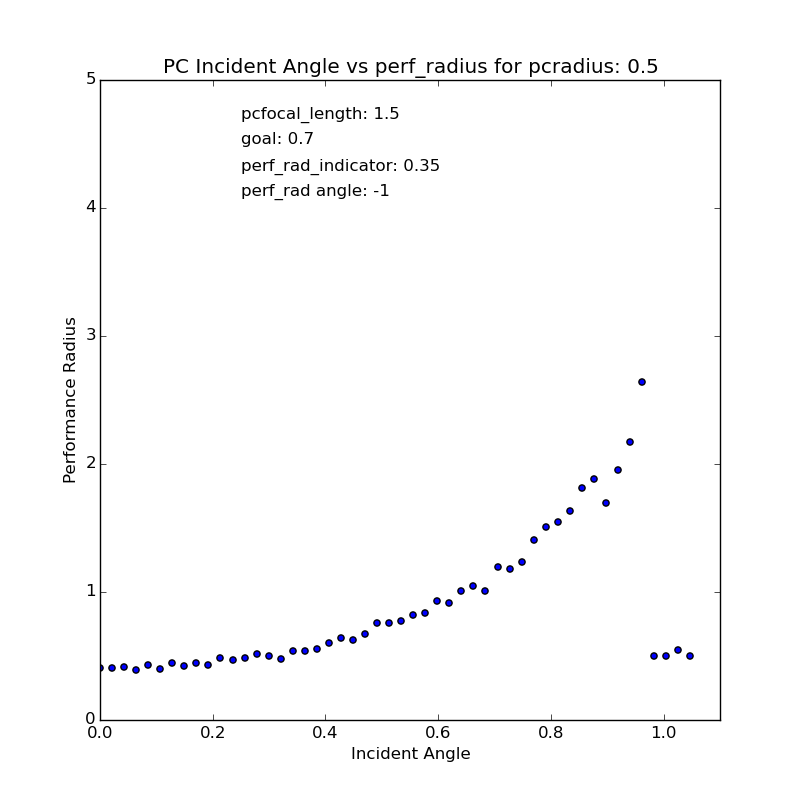 PC Incident Angle vs perf_radius for pcradius: 0.5
5
pcfocal_length: 1.5
goal: 0.7
perf_rad_indicator: 0.35
perf_rad angle: -1
4
3
Performance Radius
2
1
0
0.0 0.2 0.4 0.6 0.8 1.0
Incident Angle